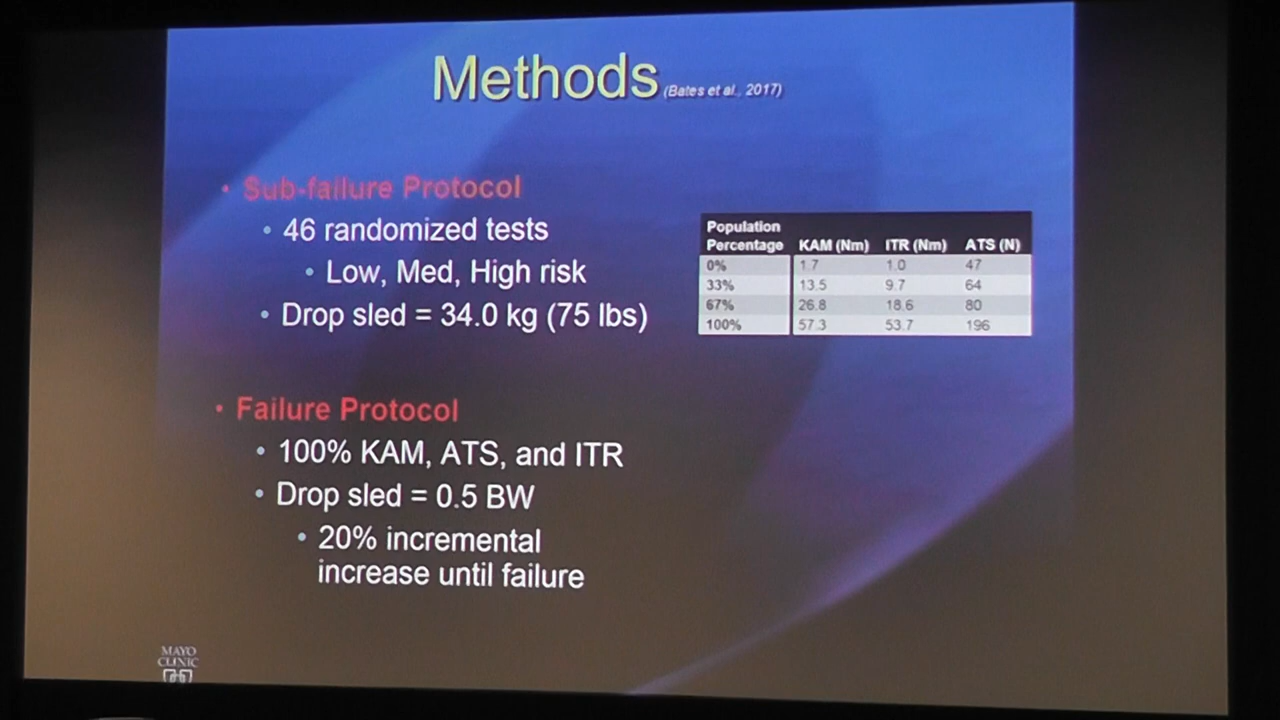 Methods (Bates et al., 2017)
• Sub-failure Protocol
• 46 randomized tests
• Low, Med, High risk
• Drop sled = 34.0 kg (75 lbs)
Population
Percentage KAM (Nm) ITR (Nm) ATS (N)
0% 1.7 1.0 47
33% 13.5 9.7 64
67% 26.8 18.6 80
100% 57.3 53.7 196
• Failure Protocol
• 100% KAM, ATS, and ITR
• Drop sled = 0.5 BW
• 20% incremental
increase until failure
MAYO
CLINIC